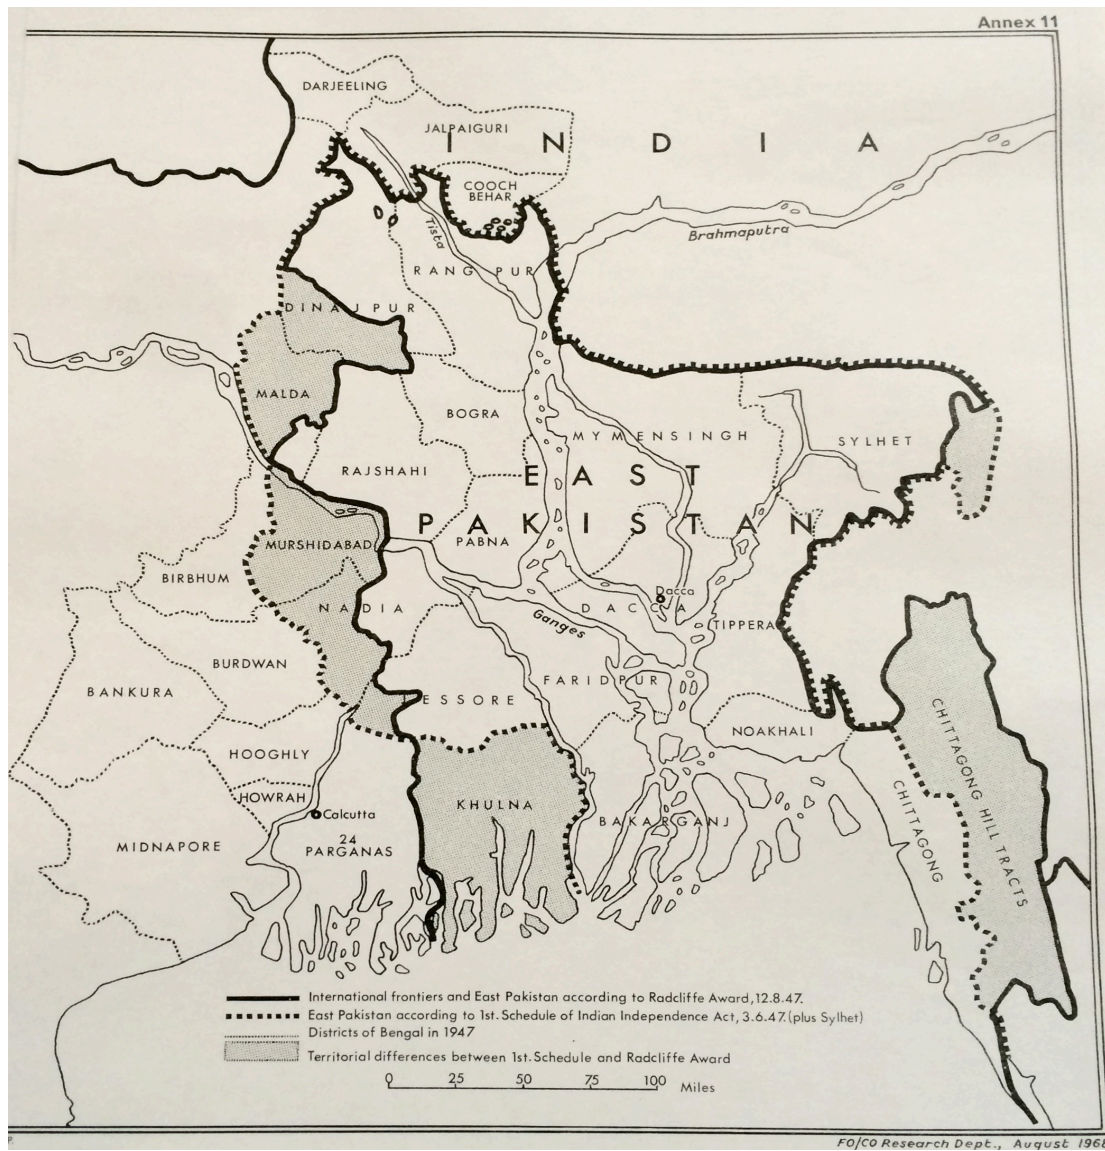 Annex 11
DARJEELING
JALPAIGURI
I N D I A
COOCH
BEHAR
Tista
Brahmaputra
RANGPUR
DINAJPUR
MALDA
BOGRA
MYMENSINGH
SYLHET
RAJSHAHI
EAST
PAKISTAN
PABNA
MURSHIDABAD
BIRBHUM
NADIA
Dacca
DACCA
Ganges
TIPPERA
BURDWAN
BANKURA
JESSORE
FARIDPUR
NOAKHALI
HOOGHLY
CHITTAGONG HILL TRACTS
HOWRAH
Calcutta
KHULNA
BAKARGANJ
CHITTAGONG
MIDNAPORE
24
PARGANAS
International frontiers and East Pakistan according to Radcliffe Award,12.8.47.
East Pakistan according to 1st. Schedule of Indian Independence Act, 3.6.47.(plus Sylhet)
Districts of Bengal in 1947
Territorial differences between 1st. Schedule and Radcliffe Award
0 25 50 75 100 Miles
FO/CO Research Dept., August 1968